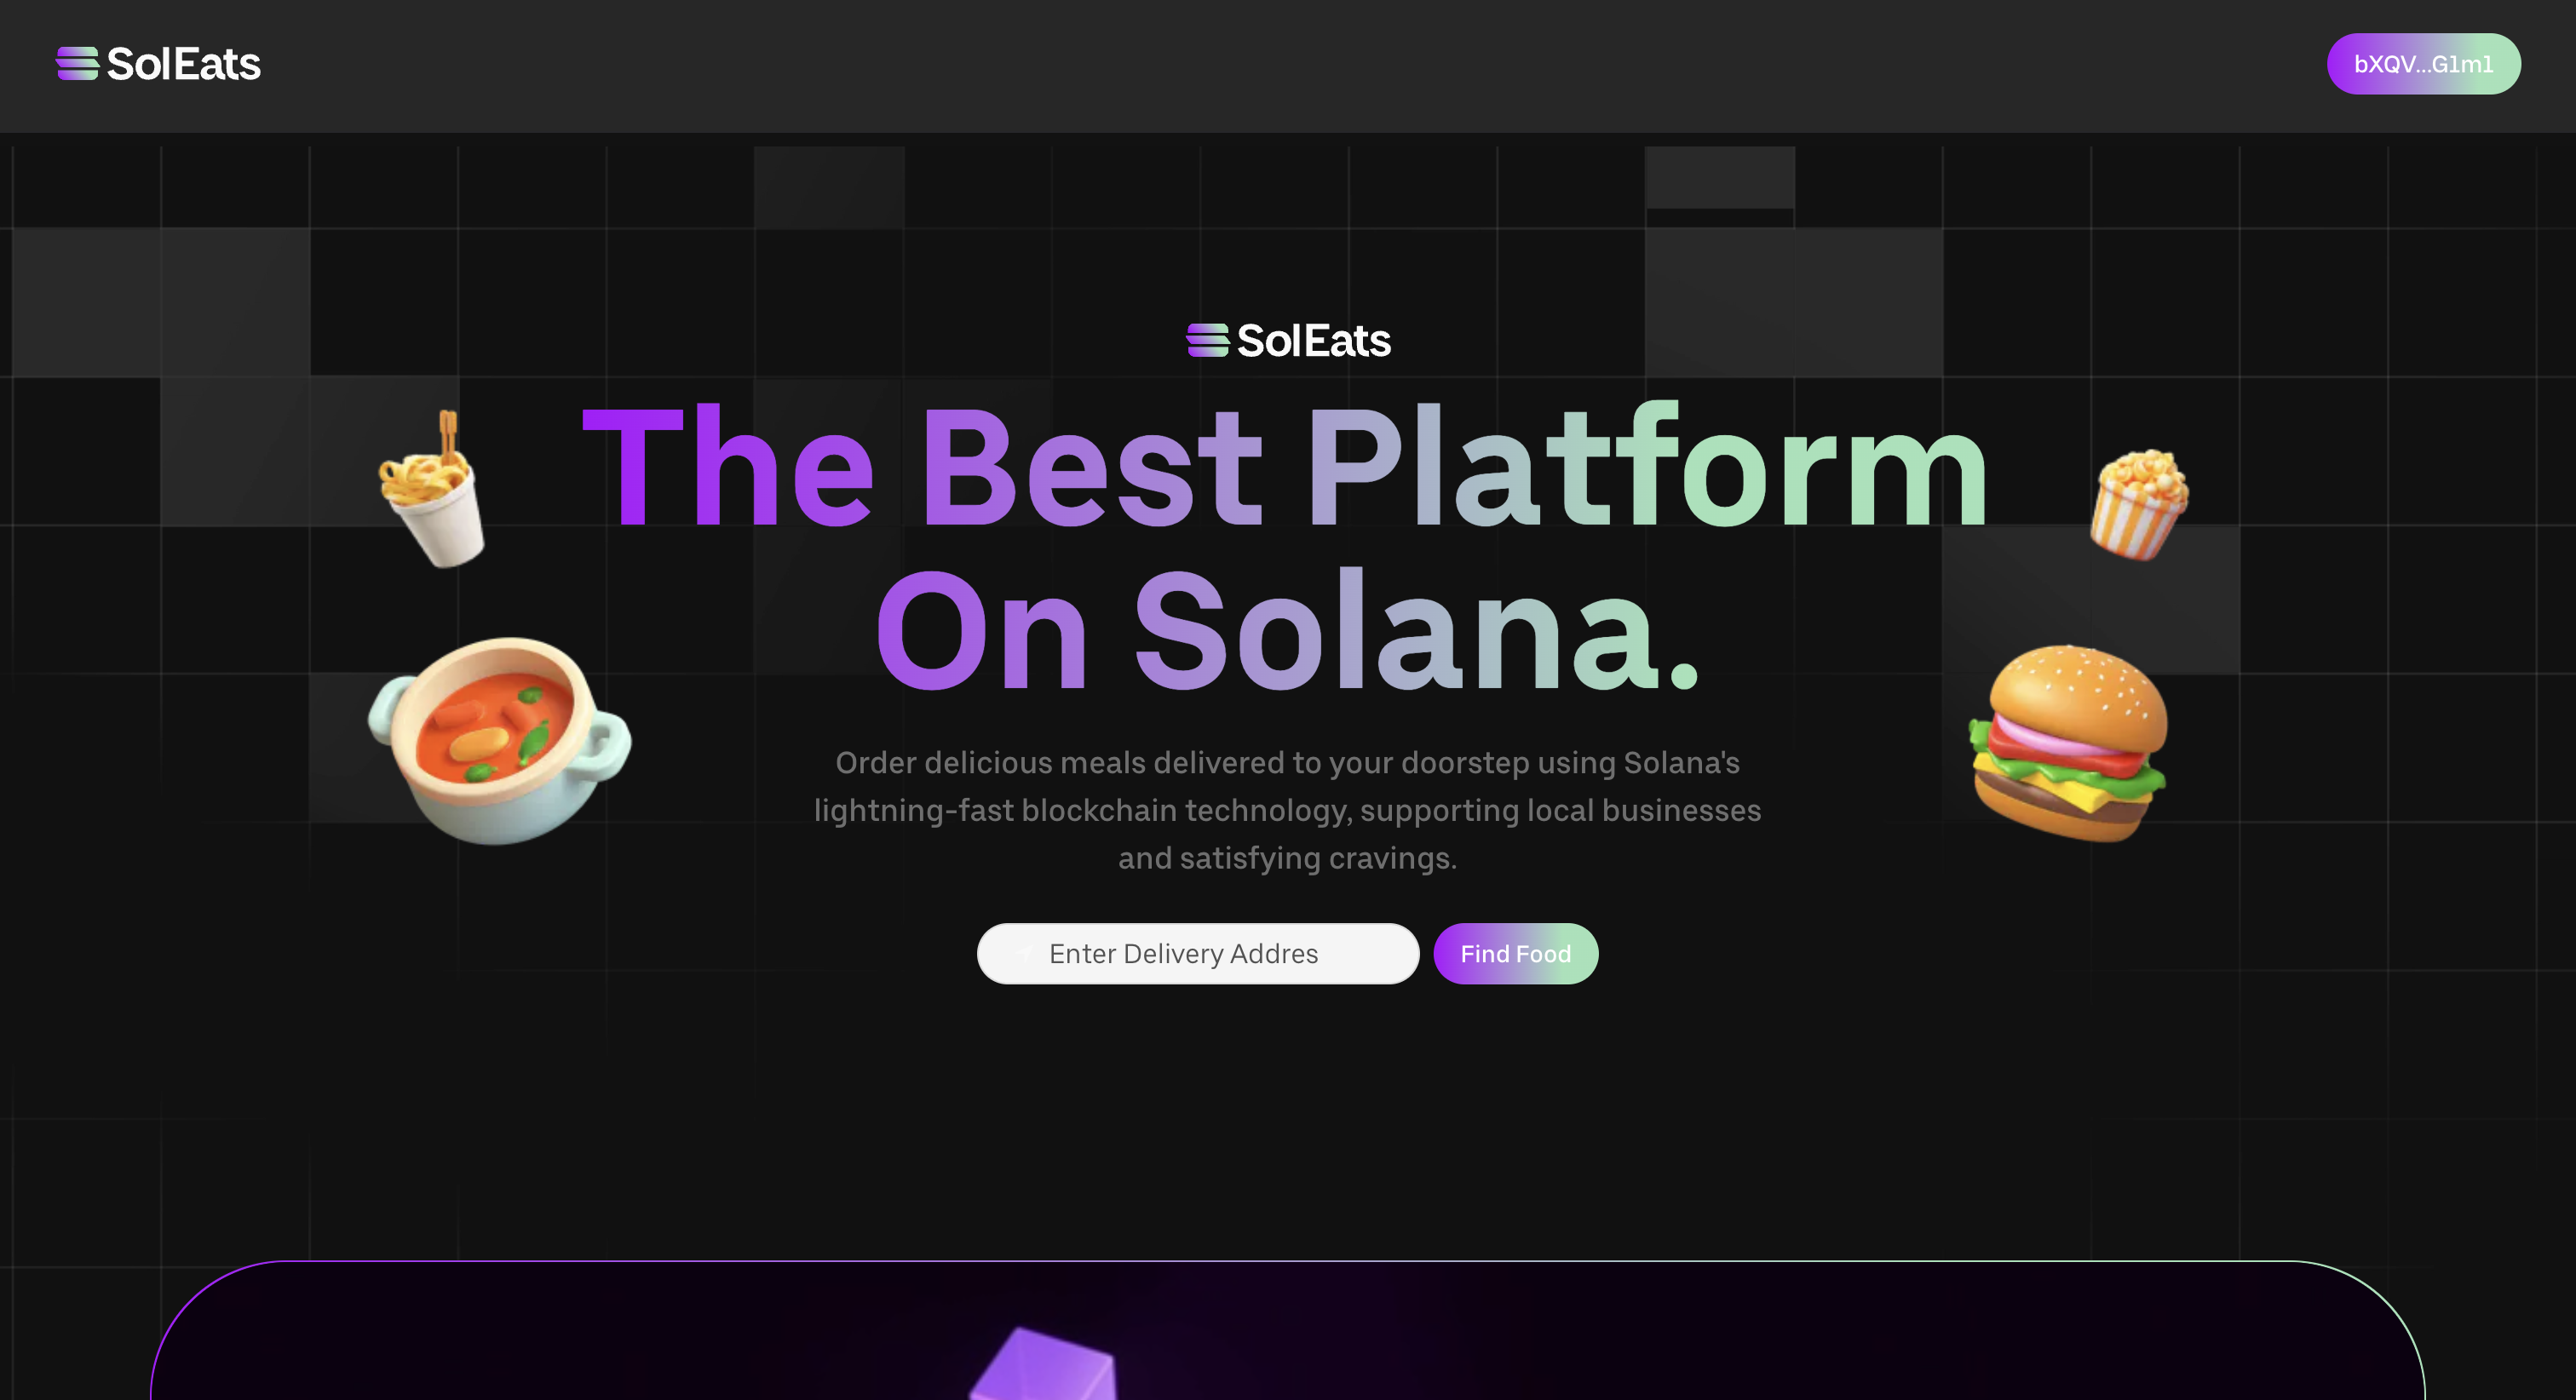 SolEats
bXQV...G1m1
SolEats
The Best Platform
On Solana.
Order delicious meals delivered to your doorstep using Solana's
lightning-fast blockchain technology, supporting local businesses
and satisfying cravings.
Enter Delivery Addres
Find Food